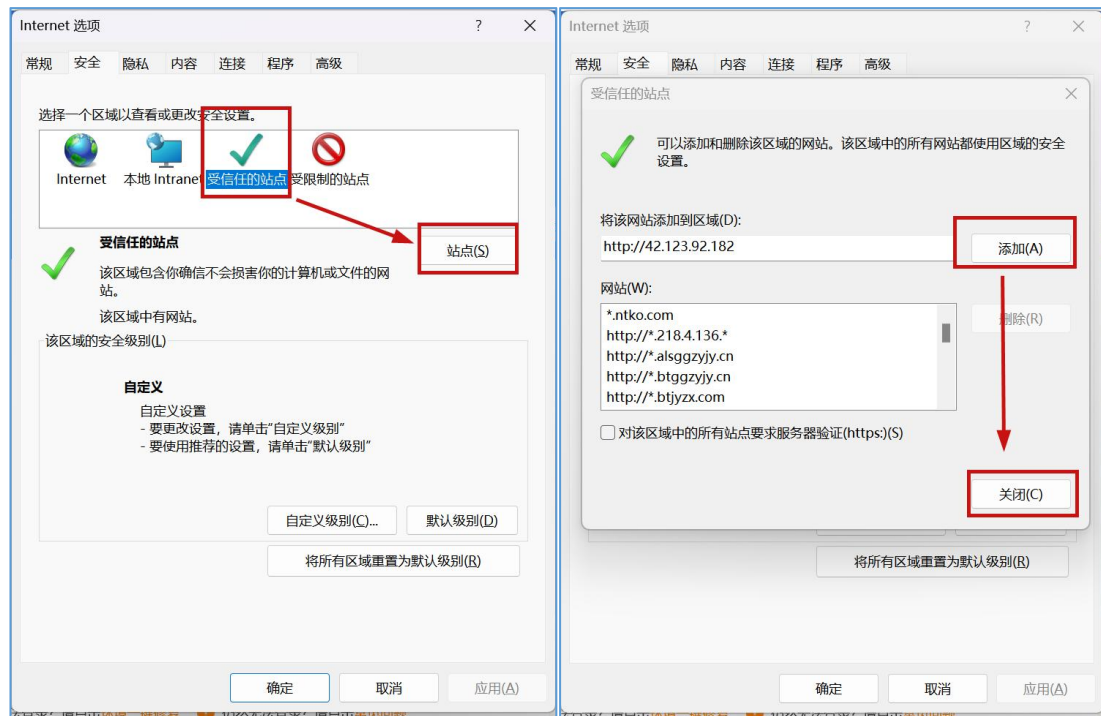 Internet 选项
常规 安全 隐私 内容 连接 程序 高级
选择一个区域以查看或更改安全设置。
Internet 本地 Intranet 受信任的站点 受限制的站点
受信任的站点
站点(S)
该区域包含你确信不会损害你的计算机或文件的网
站。
该区域中有网站。
该区域的安全级别(L)
自定义
自定义设置
- 要更改设置，请单击“自定义级别”
- 要使用推荐的设置，请单击“默认级别”
自定义级别(C)... 默认级别(D)
将所有区域重置为默认级别(R)
确定 取消 应用(A)
Internet 选项
常规 安全 隐私 内容 连接 程序 高级
受信任的站点
可以添加和删除该区域的网站。该区域中的所有网站都使用区域的安全
设置。
将该网站添加到区域(D):
http://42.123.92.182 添加(A)
网站(W):
*.ntko.com
http://*.218.4.136.*
http://*.alsggzyjy.cn
http://*.btggzyjy.cn
http://*.btjyzx.com
删除(R)
对该区域中的所有站点要求服务器验证(https:)(S)
关闭(C)
将所有区域重置为默认级别(R)
确定 取消 应用(A)